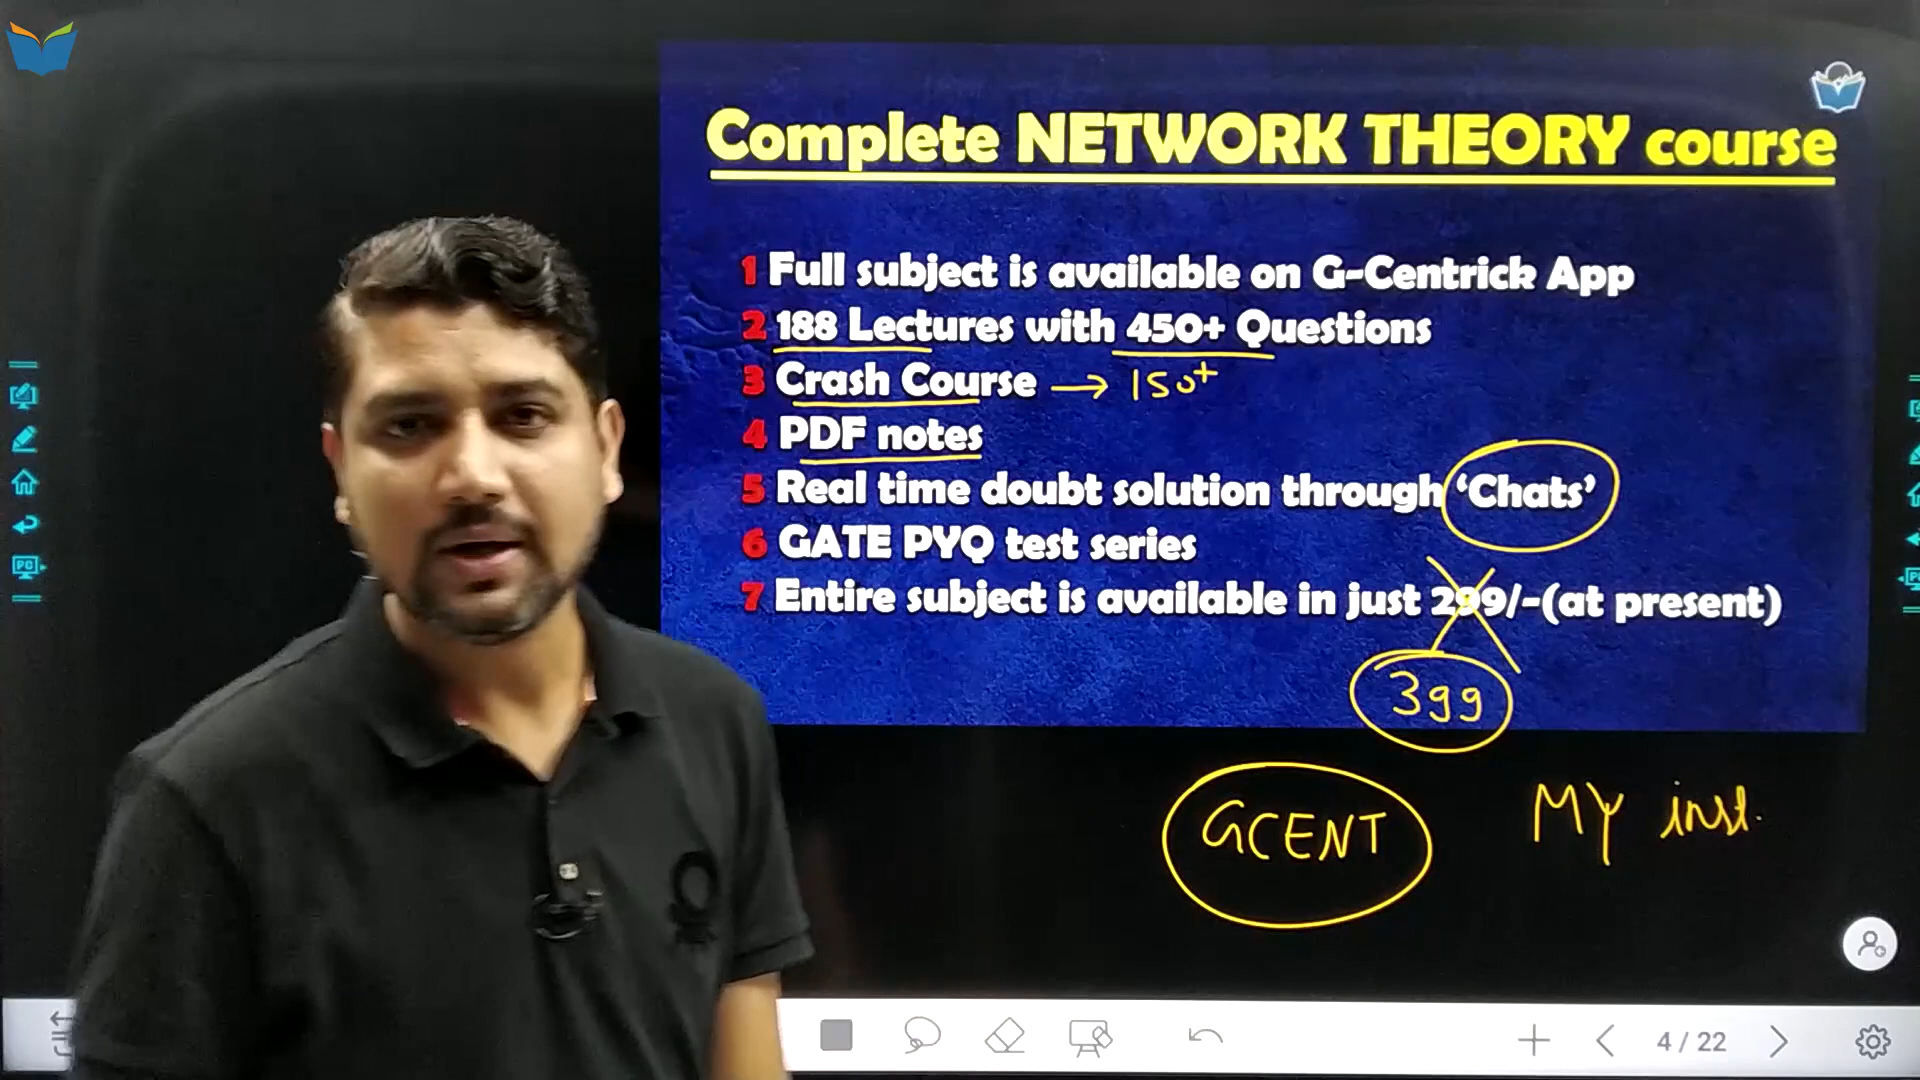 Complete NETWORK THEORY course
1 Full subject is available on G-Centrick App
2 188 Lectures with 450+ Questions
3 Crash Course → 150+
4 PDF notes
5 Real time doubt solution through 'Chats'
6 GATE PYQ test series
7 Entire subject is available in just 299/-(at present)
399
GCENT MY inst.
4 / 22